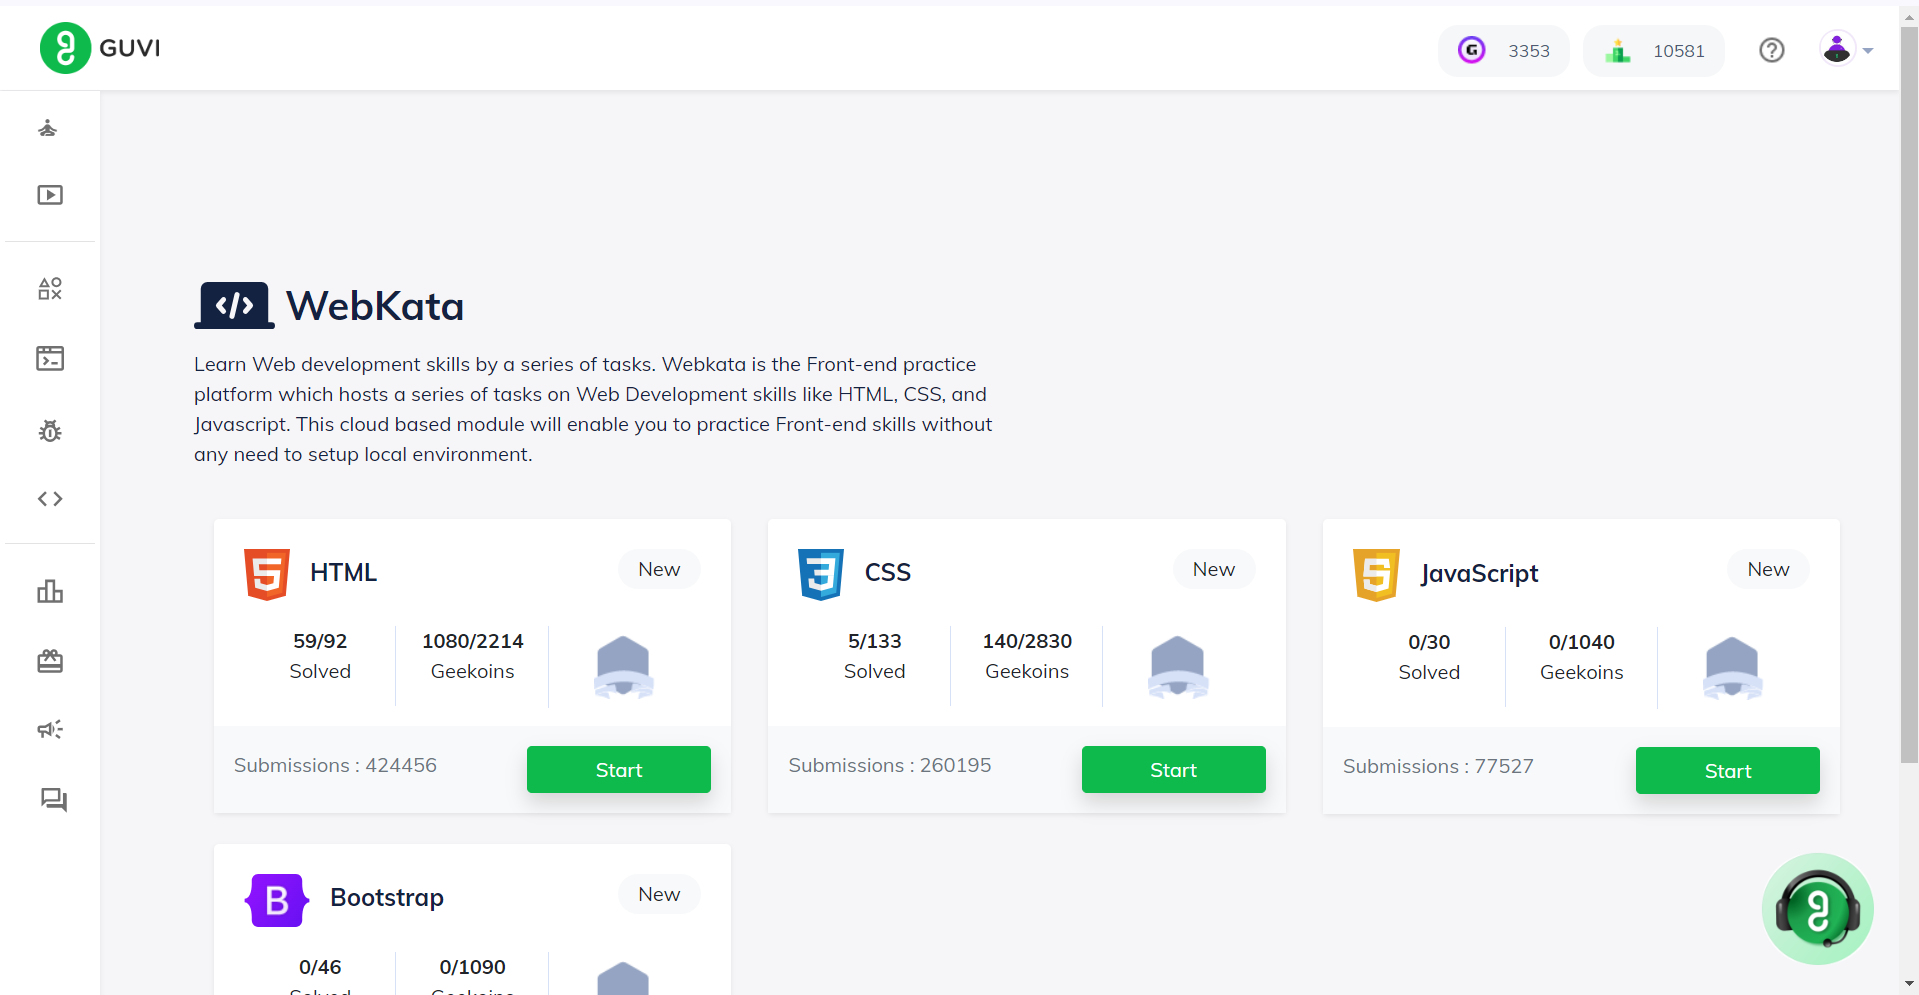 GUVI
3353
10581
WebKata
Learn Web development skills by a series of tasks. Webkata is the Front-end practice
platform which hosts a series of tasks on Web Development skills like HTML, CSS, and
Javascript. This cloud based module will enable you to practice Front-end skills without
any need to setup local environment.
HTML
New
59/92
Solved
1080/2214
Geekoins
Submissions : 424456
Start
CSS
New
5/133
Solved
140/2830
Geekoins
Submissions : 260195
Start
JavaScript
New
0/30
Solved
0/1040
Geekoins
Submissions : 77527
Start
Bootstrap
New
0/46
Solved
0/1090
Geekoins